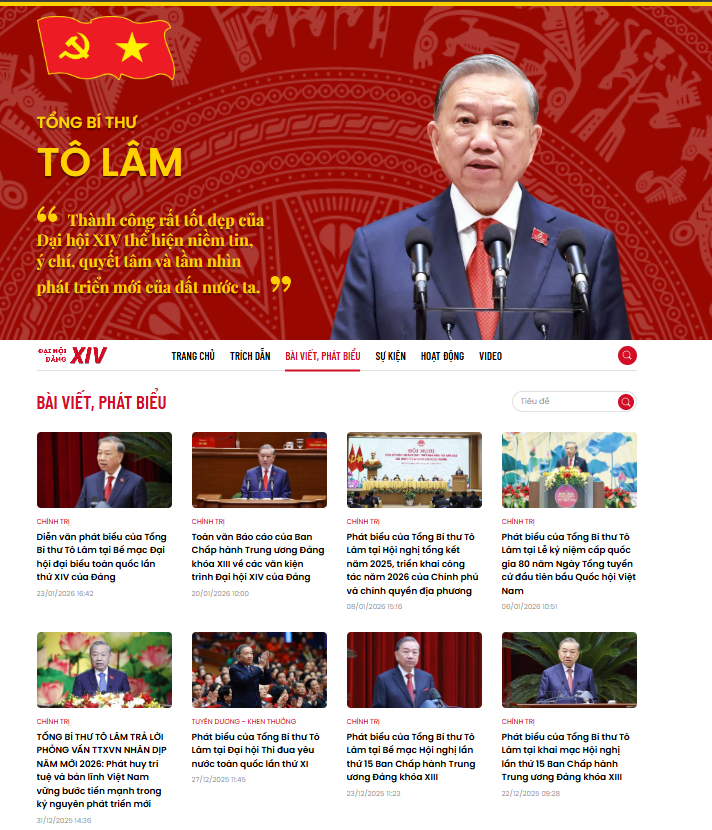 TỔNG BÍ THƯ
TÔ LÂM
“ Thành công rất tốt đẹp của
Đại hội XIV thể hiện niềm tin,
ý chí, quyết tâm và tầm nhìn
phát triển mới của đất nước ta. ”
ĐẠI HỘI
ĐẢNG XIV
TRANG CHỦ
TRÍCH DẪN
BÀI VIẾT, PHÁT BIỂU
SỰ KIỆN
HOẠT ĐỘNG
VIDEO
BÀI VIẾT, PHÁT BIỂU
Tiêu đề
CHÍNH TRỊ
Diễn văn phát biểu của Tổng
Bí thư Tô Lâm tại Bế mạc Đại
hội đại biểu toàn quốc lần
thứ XIV của Đảng
23/01/2026 16:42
CHÍNH TRỊ
Toàn văn Báo cáo của Ban
Chấp hành Trung ương Đảng
khóa XIII về các văn kiện
trình Đại hội XIV của Đảng
20/01/2026 10:00
HỘI NGHỊ
CHÍNH TRỊ
Phát biểu của Tổng Bí thư Tô
Lâm tại Hội nghị tổng kết
năm 2025, triển khai công
tác năm 2026 của Chính phủ
và chính quyền địa phương
08/01/2026 15:16
CHÍNH TRỊ
Phát biểu của Tổng Bí thư Tô
Lâm tại Lễ kỷ niệm cấp quốc
gia 80 năm Ngày Tổng tuyển
cử đầu tiên bầu Quốc hội Việt
Nam
06/01/2026 10:51
CHÍNH TRỊ
TỔNG BÍ THƯ TÔ LÂM TRẢ LỜI
PHỎNG VẤN TTXVN NHÂN DỊP
NĂM MỚI 2026: Phát huy trí
tuệ và bản lĩnh Việt Nam
vững bước tiến mạnh trong
kỷ nguyên phát triển mới
31/12/2025 14:36
TUYÊN DƯƠNG - KHEN THƯỞNG
Phát biểu của Tổng Bí thư Tô
Lâm tại Đại hội Thi đua yêu
nước toàn quốc lần thứ XI
27/12/2025 11:45
CHÍNH TRỊ
Phát biểu của Tổng Bí thư Tô
Lâm tại Bế mạc Hội nghị lần
thứ 15 Ban Chấp hành Trung
ương Đảng khóa XIII
23/12/2025 11:23
CHÍNH TRỊ
Phát biểu của Tổng Bí thư Tô
Lâm tại khai mạc Hội nghị
lần thứ 15 Ban Chấp hành
Trung ương Đảng khóa XIII
22/12/2025 09:28